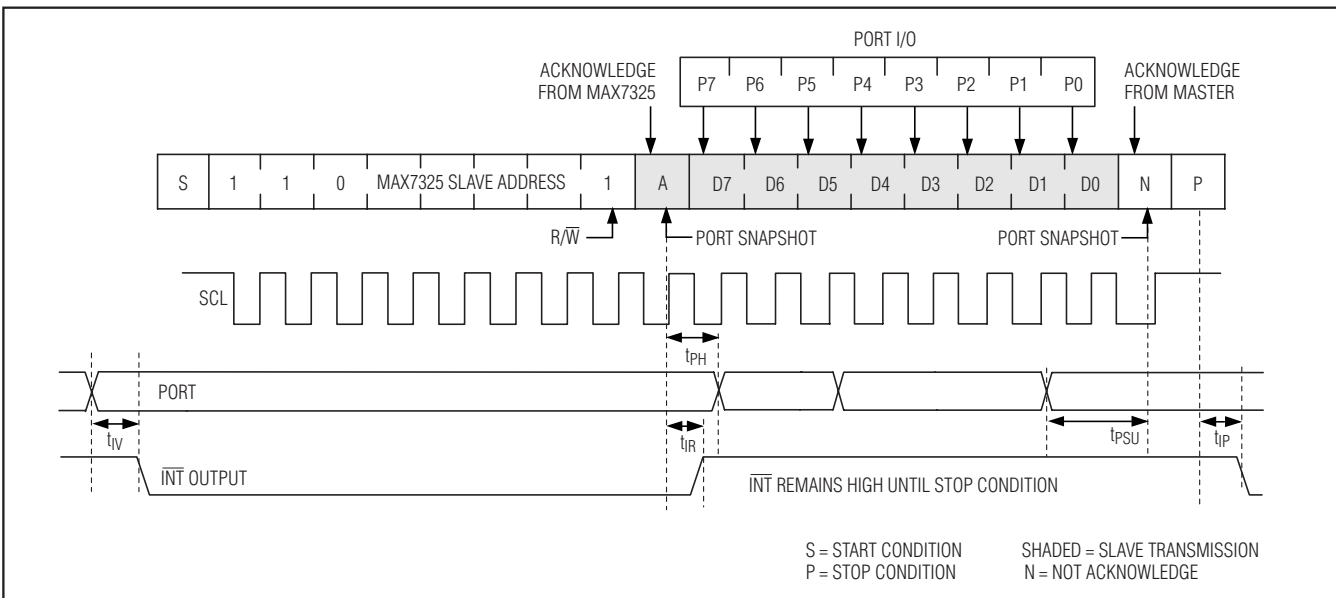 PORT I/O
ACKNOWLEDGE
FROM MAX7325
P7 P6 P5 P4 P3 P2 P1 P0
ACKNOWLEDGE
FROM MASTER
S 1 1 0 MAX7325 SLAVE ADDRESS 1 A D7 D6 D5 D4 D3 D2 D1 D0 N P
R/W̅
PORT SNAPSHOT
PORT SNAPSHOT
SCL
tPH
PORT
tIV
tIR
tPSU
tIP
I̅N̅T̅ OUTPUT
I̅N̅T̅ REMAINS HIGH UNTIL STOP CONDITION
S = START CONDITION
P = STOP CONDITION
SHADED = SLAVE TRANSMISSION
N = NOT ACKNOWLEDGE